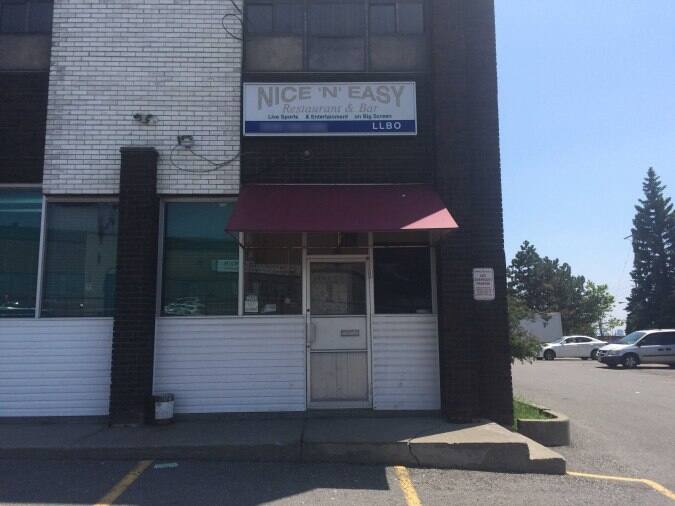 NICE 'N' EASY
Restaurant & Bar
Live Sports & Entertainment on Big Screen
LLBO